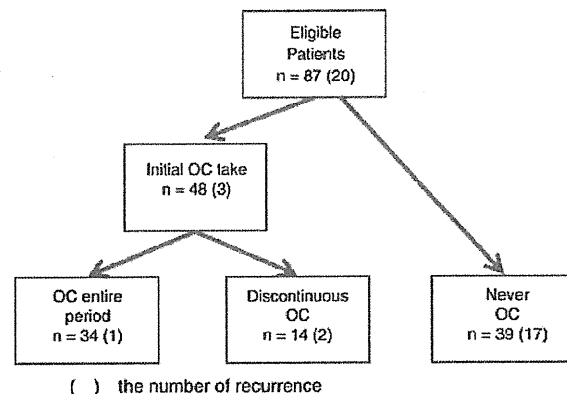 Eligible
Patients
n = 87 (20)
Initial OC take
n = 48 (3)
OC entire
period
n = 34 (1)
Discontinuous
OC
n = 14 (2)
Never
OC
n = 39 (17)
( ) the number of recurrence